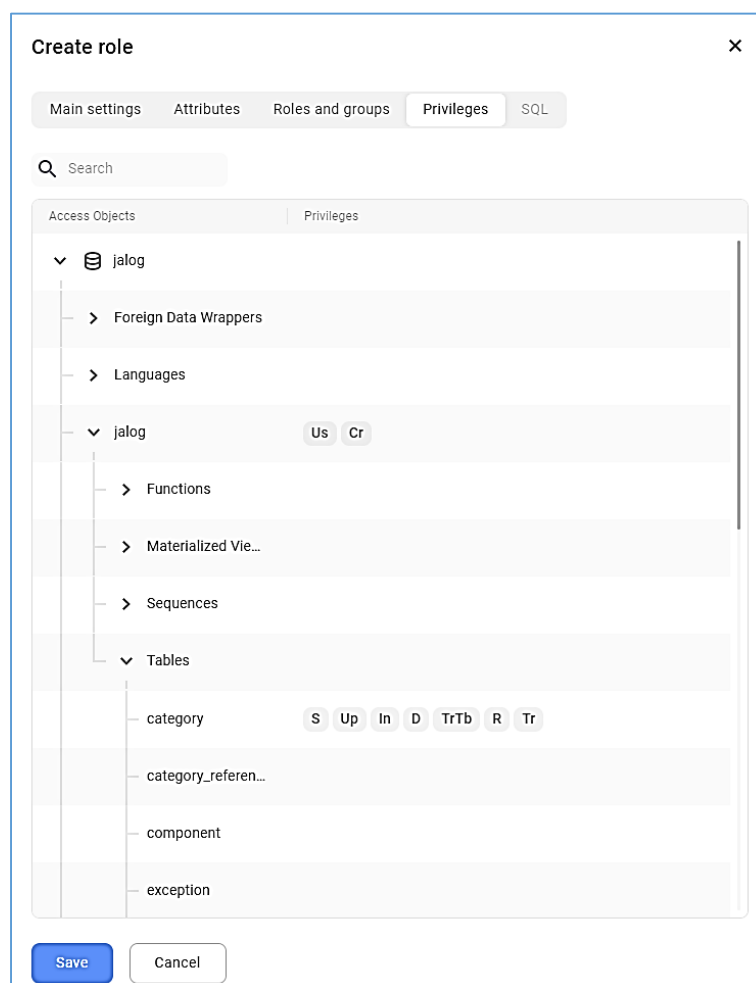 Create role
Main settings Attributes Roles and groups Privileges SQL
Search
Access Objects Privileges
jalog
Foreign Data Wrappers
Languages
jalog Us Cr
Functions
Materialized Vie...
Sequences
Tables
category S Up In D TrTb R Tr
category_referen...
component
exception
Save Cancel